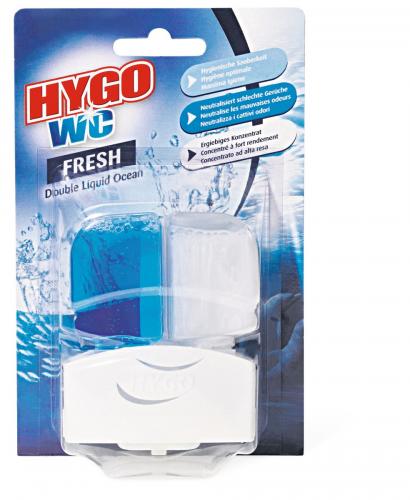 HYGO
WC
FRESH
Double Liquid Ocean
Hygienische Sauberkeit
Hygiène optimale
Massima igiene
Neutralisiert schlechte Gerüche
Neutralise les mauvaises odeurs
Neutralizza i cattivi odori
Ergiebiges Konzentrat
Concentré à fort rendement
Concentrato ad alta resa
HYGO